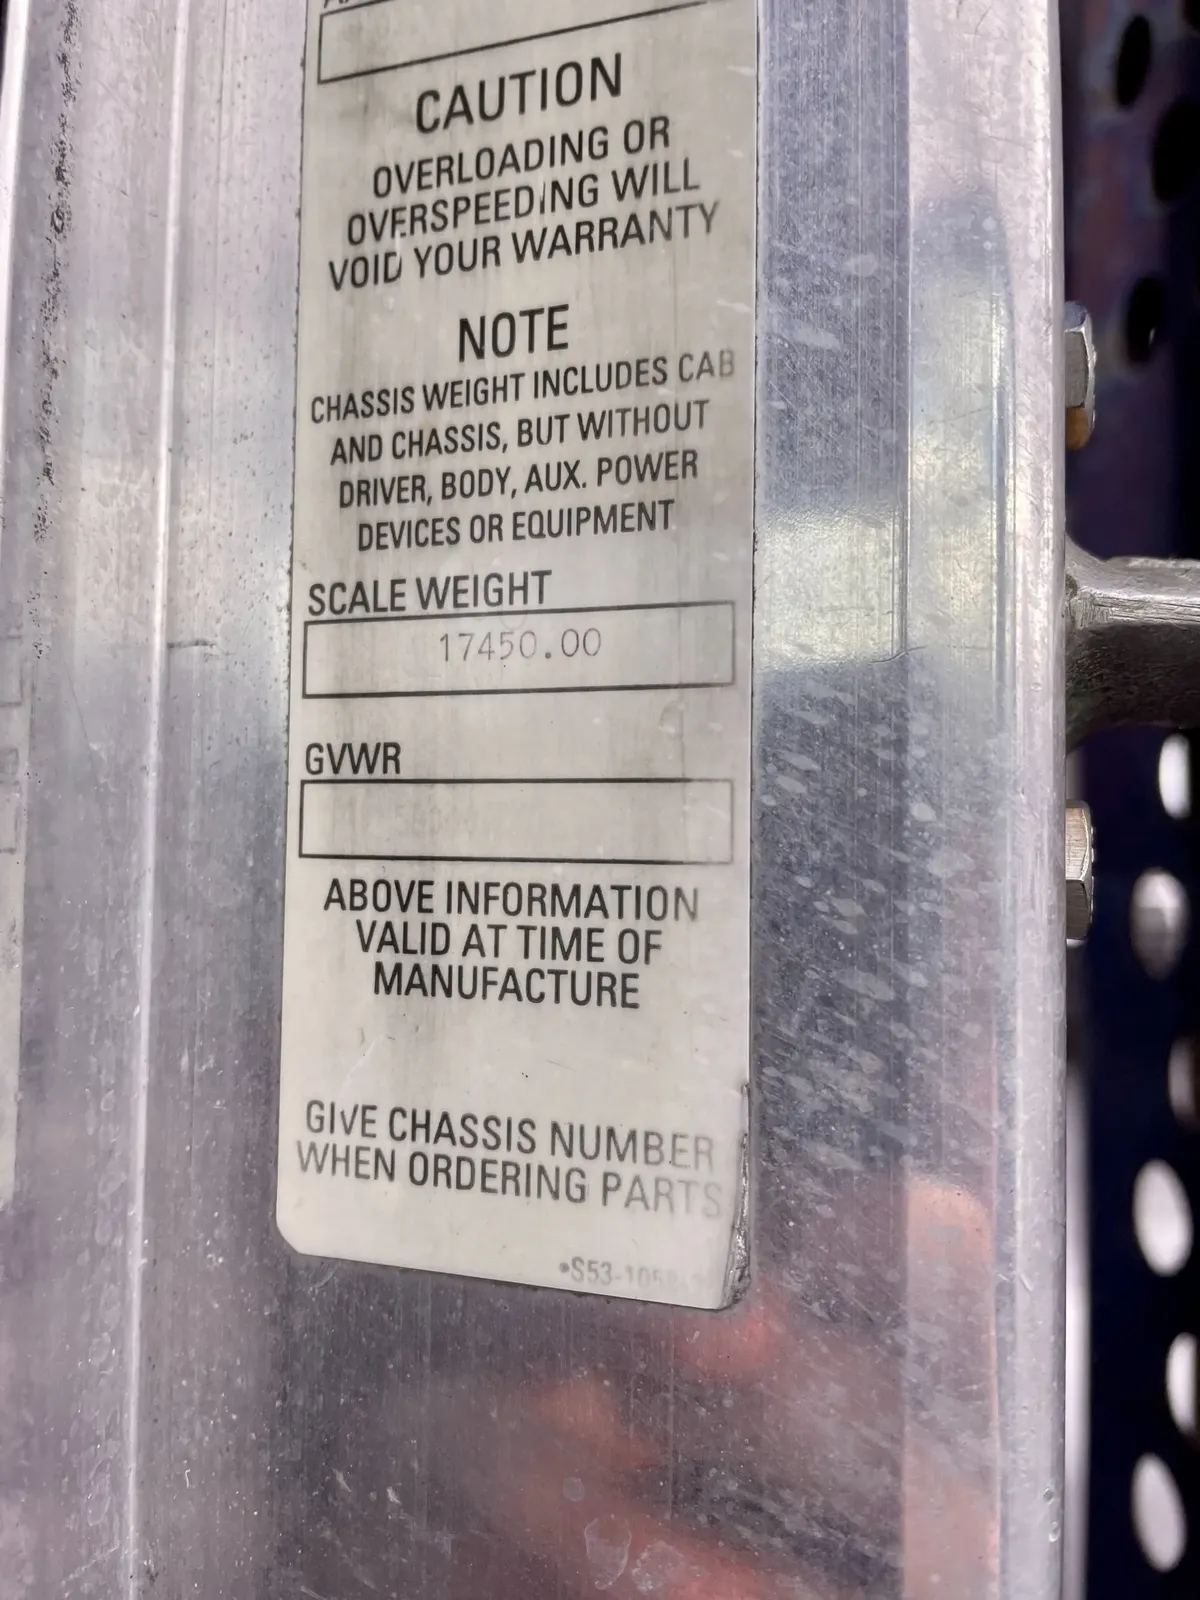 CAUTION
OVERLOADING OR
OVERSPEEDING WILL
VOID YOUR WARRANTY
NOTE
CHASSIS WEIGHT INCLUDES CAB
AND CHASSIS, BUT WITHOUT
DRIVER, BODY, AUX. POWER
DEVICES OR EQUIPMENT
SCALE WEIGHT
17450.00
GVWR
ABOVE INFORMATION
VALID AT TIME OF
MANUFACTURE
GIVE CHASSIS NUMBER
WHEN ORDERING PARTS